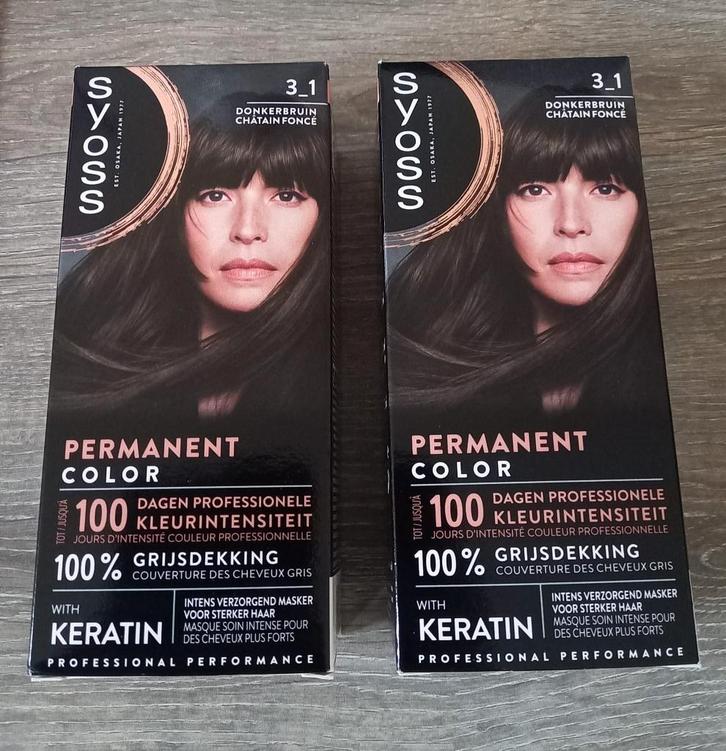 syoss
EST. OSAKA, JAPAN 1977
3_1
DONKERBRUIN
CHÂTAIN FONCÉ
PERMANENT
COLOR
TOT / JUSQU'À
100 DAGEN PROFESSIONELE
KLEURINTENSITEIT
JOURS D'INTENSITÉ COULEUR PROFESSIONNELLE
100% GRIJSDEKKING
COUVERTURE DES CHEVEUX GRIS
WITH
KERATIN
INTENS VERZORGEND MASKER
VOOR STERKER HAAR
MASQUE SOIN INTENSE POUR
DES CHEVEUX PLUS FORTS
PROFESSIONAL PERFORMANCE
syoss
EST. OSAKA, JAPAN 1977
3_1
DONKERBRUIN
CHÂTAIN FONCÉ
PERMANENT
COLOR
TOT / JUSQU'À
100 DAGEN PROFESSIONELE
KLEURINTENSITEIT
JOURS D'INTENSITÉ COULEUR PROFESSIONNELLE
100% GRIJSDEKKING
COUVERTURE DES CHEVEUX GRIS
WITH
KERATIN
INTENS VERZORGEND MASKER
VOOR STERKER HAAR
MASQUE SOIN INTENSE POUR
DES CHEVEUX PLUS FORTS
PROFESSIONAL PERFORMANCE